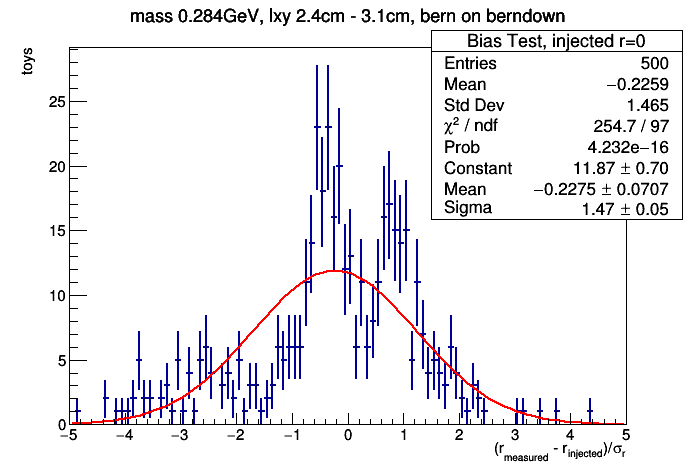 mass 0.284GeV, lxy 2.4cm - 3.1cm, bern on berndown
Bias Test, injected r=0
Entries 500
Mean −0.2259
Std Dev 1.465
χ² / ndf 254.7 / 97
Prob 4.232e−16
Constant 11.87 ± 0.70
Mean −0.2275 ± 0.0707
Sigma 1.47 ± 0.05
toys
25
20
15
10
5
0
−5 −4 −3 −2 −1 0 1 2 3 4 5
(r_measured - r_injected)/σ_r